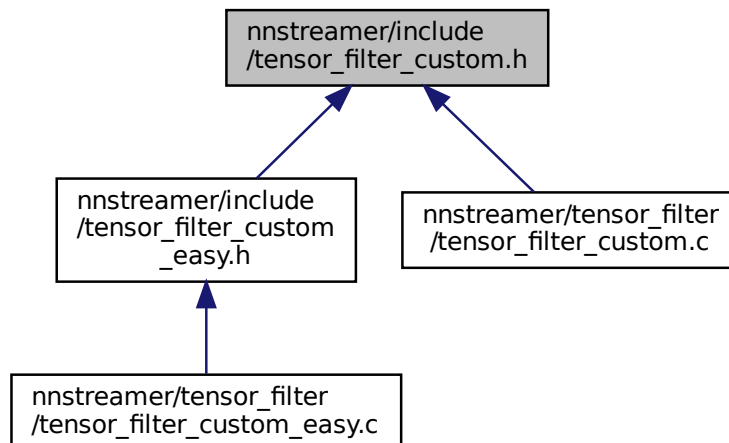 nnstreamer/include
/tensor_filter_custom.h
nnstreamer/include
/tensor_filter_custom
_easy.h
nnstreamer/tensor_filter
/tensor_filter_custom.c
nnstreamer/tensor_filter
/tensor_filter_custom_easy.c